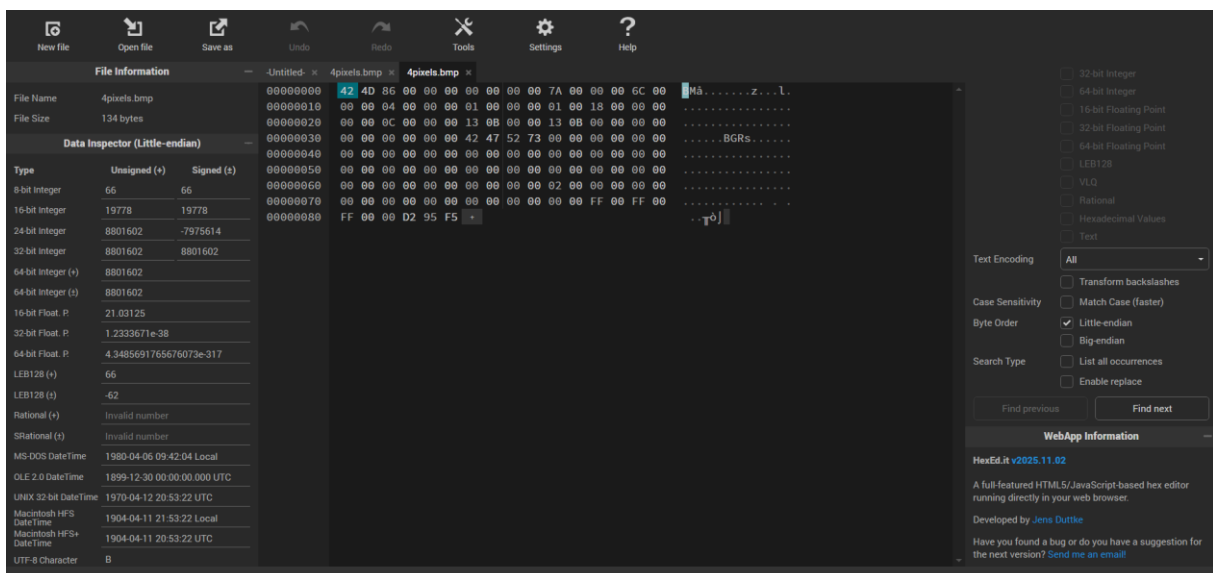 New file Open file Save as Undo Redo Tools Settings Help
File Information
File Name 4pixels.bmp
File Size 134 bytes
Data Inspector (Little-endian)
Type Unsigned (+) Signed (±)
8-bit Integer 66 66
16-bit Integer 19778 19778
24-bit Integer 8801602 -7975614
32-bit Integer 8801602 8801602
64-bit Integer (+) 8801602
64-bit Integer (±) 8801602
16-bit Float. P. 21.03125
32-bit Float. P. 1.2333671e-38
64-bit Float. P. 4.3485691765676073e-317
LEB128 (+) 66
LEB128 (±) -62
Rational (+) Invalid number
SRational (±) Invalid number
MS-DOS DateTime 1980-04-06 09:42:04 Local
OLE 2.0 DateTime 1899-12-30 00:00:00.000 UTC
UNIX 32-bit DateTime 1970-04-12 20:53:22 UTC
Macintosh HFS DateTime 1904-04-11 21:53:22 Local
Macintosh HFS+ DateTime 1904-04-11 20:53:22 UTC
UTF-8 Character B
-Untitled- × 4pixels.bmp × 4pixels.bmp ×
00000000 42 4D 86 00 00 00 00 00 00 00 7A 00 00 00 6C 00 BMå.......z...l.
00000010 00 00 04 00 00 00 01 00 00 00 01 00 18 00 00 00 ................
00000020 00 00 0C 00 00 00 13 0B 00 00 13 0B 00 00 00 00 ................
00000030 00 00 00 00 00 00 42 47 52 73 00 00 00 00 00 00 ......BGRs......
00000040 00 00 00 00 00 00 00 00 00 00 00 00 00 00 00 00 ................
00000050 00 00 00 00 00 00 00 00 00 00 00 00 00 00 00 00 ................
00000060 00 00 00 00 00 00 00 00 00 00 02 00 00 00 00 00 ................
00000070 00 00 00 00 00 00 00 00 00 00 00 00 FF 00 FF 00 ............ . .
00000080 FF 00 00 D2 95 F5 ..╥ò⌡
32-bit Integer
64-bit Integer
16-bit Floating Point
32-bit Floating Point
64-bit Floating Point
LEB128
VLQ
Rational
Hexadecimal Values
Text
Text Encoding All
Transform backslashes
Case Sensitivity Match Case (faster)
Byte Order Little-endian
Big-endian
Search Type List all occurrences
Enable replace
Find previous Find next
WebApp Information
HexEd.it v2025.11.02
A full-featured HTML5/JavaScript-based hex editor
running directly in your web browser.
Developed by Jens Duttke
Have you found a bug or do you have a suggestion for
the next version? Send me an email!